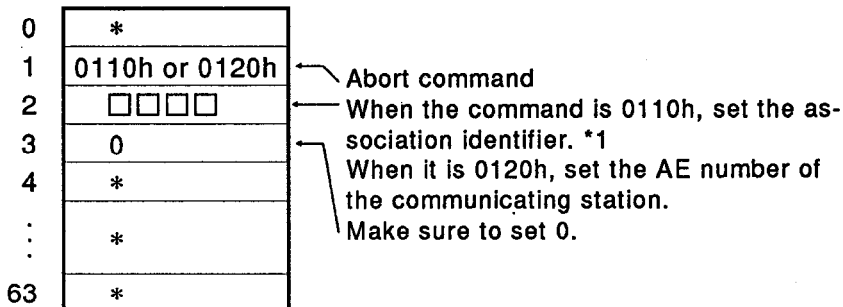 0 *
1 0110h or 0120h
Abort command
2 □□□□
When the command is 0110h, set the as-
3 0
sociation identifier. *1
When it is 0120h, set the AE number of
4 *
the communicating station.
⋮ *
Make sure to set 0.
63 *